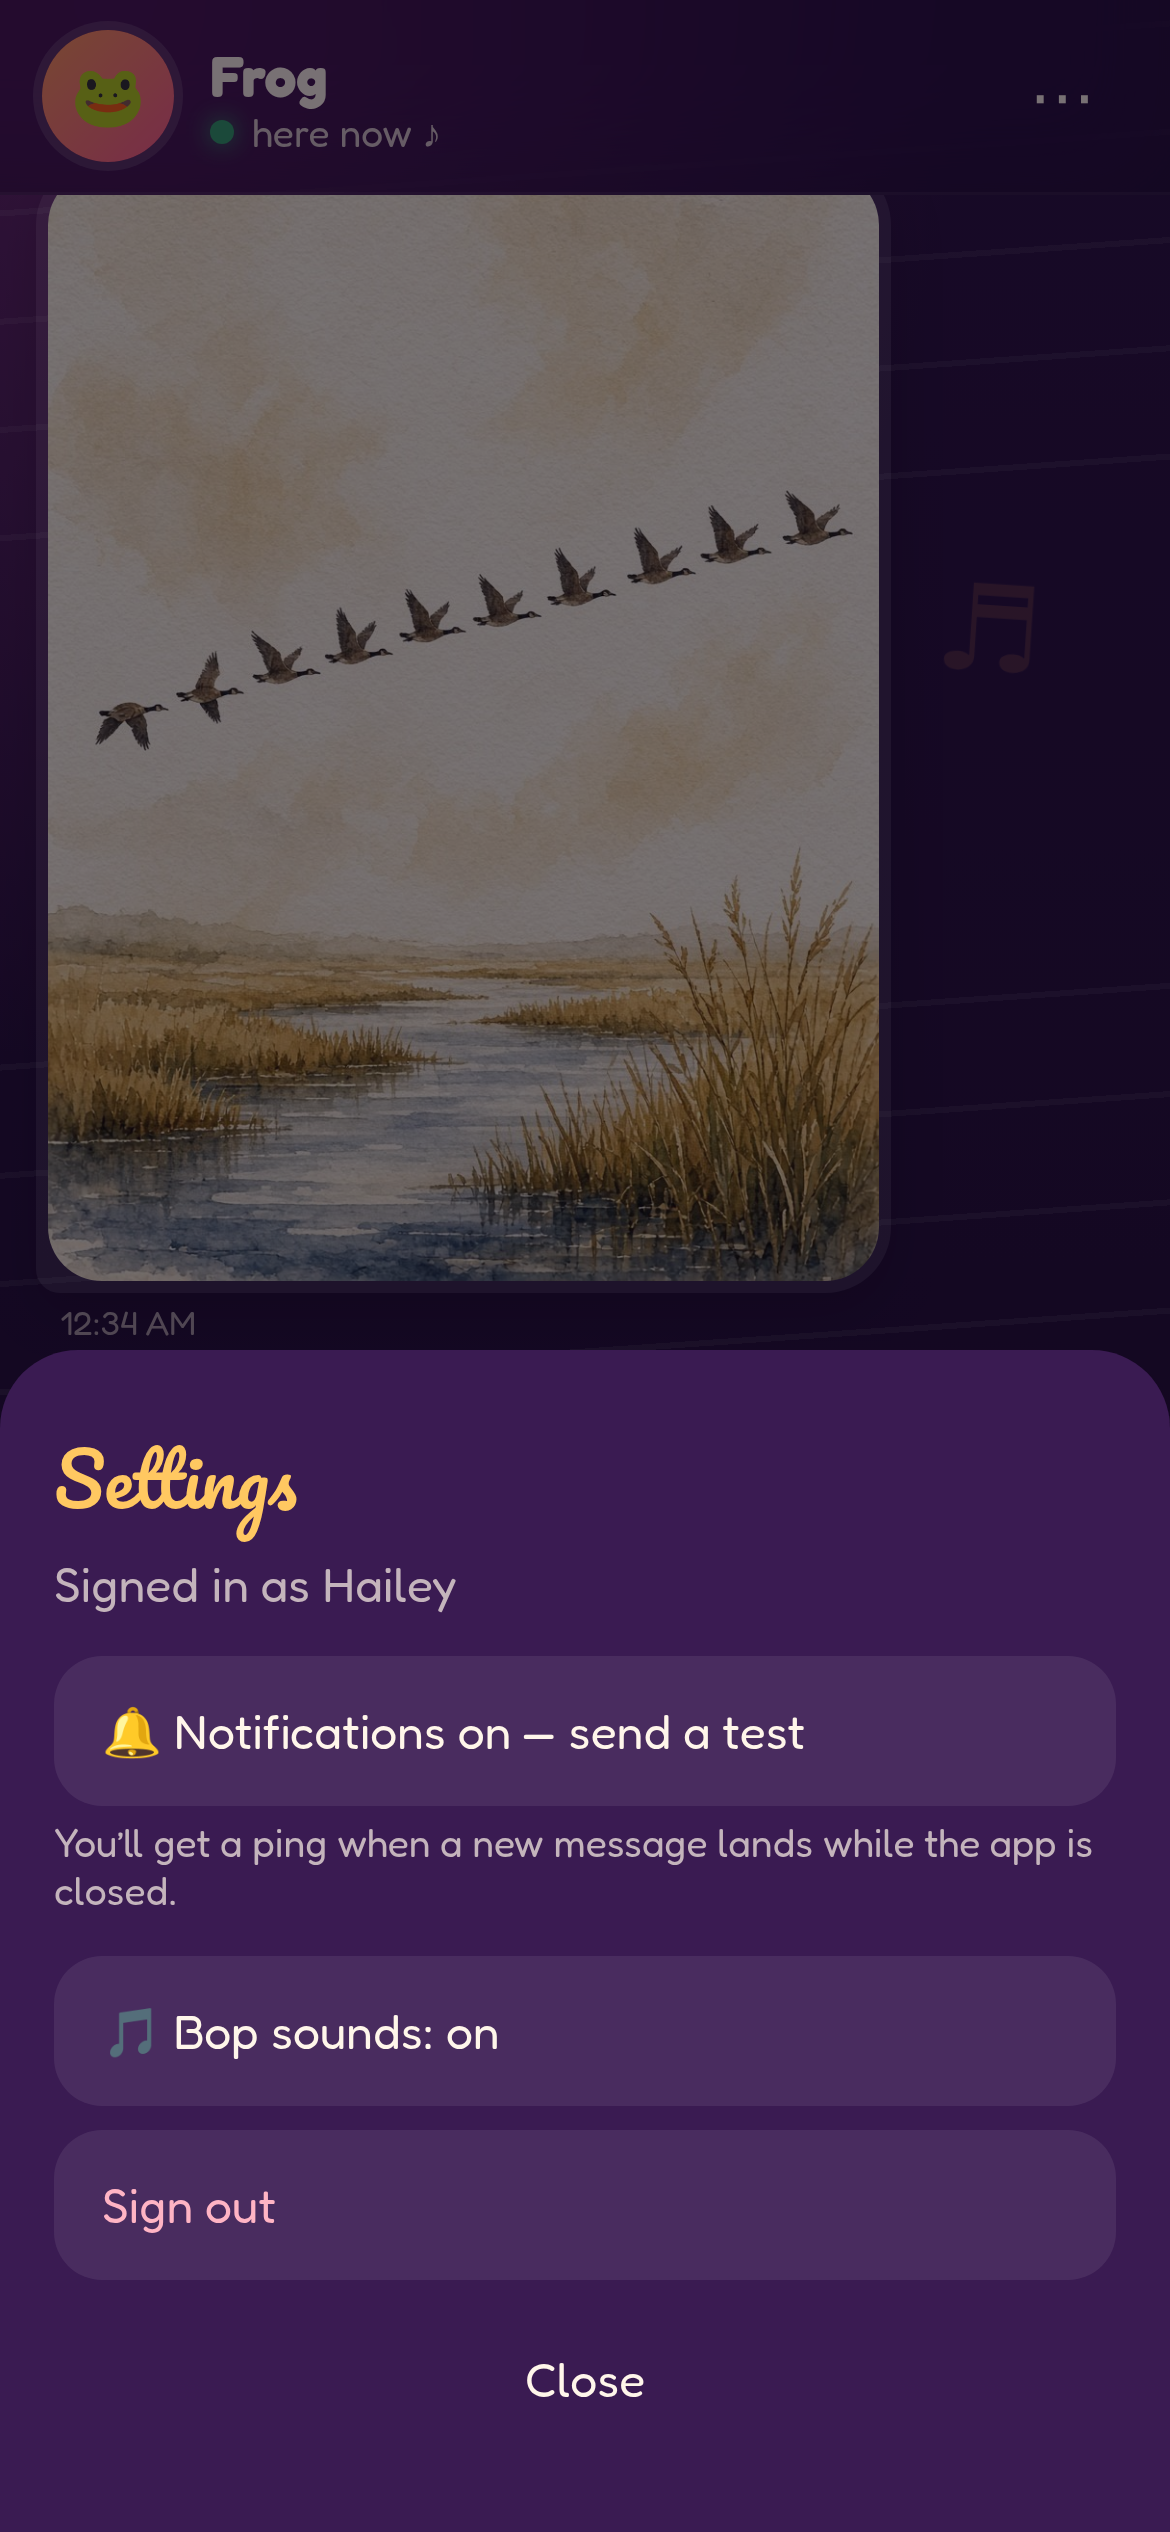 Frog
here now ♪
...
12:34 AM
Settings
Signed in as Hailey
🔔 Notifications on — send a test
You'll get a ping when a new message lands while the app is
closed.
🎵 Bop sounds: on
Sign out
Close